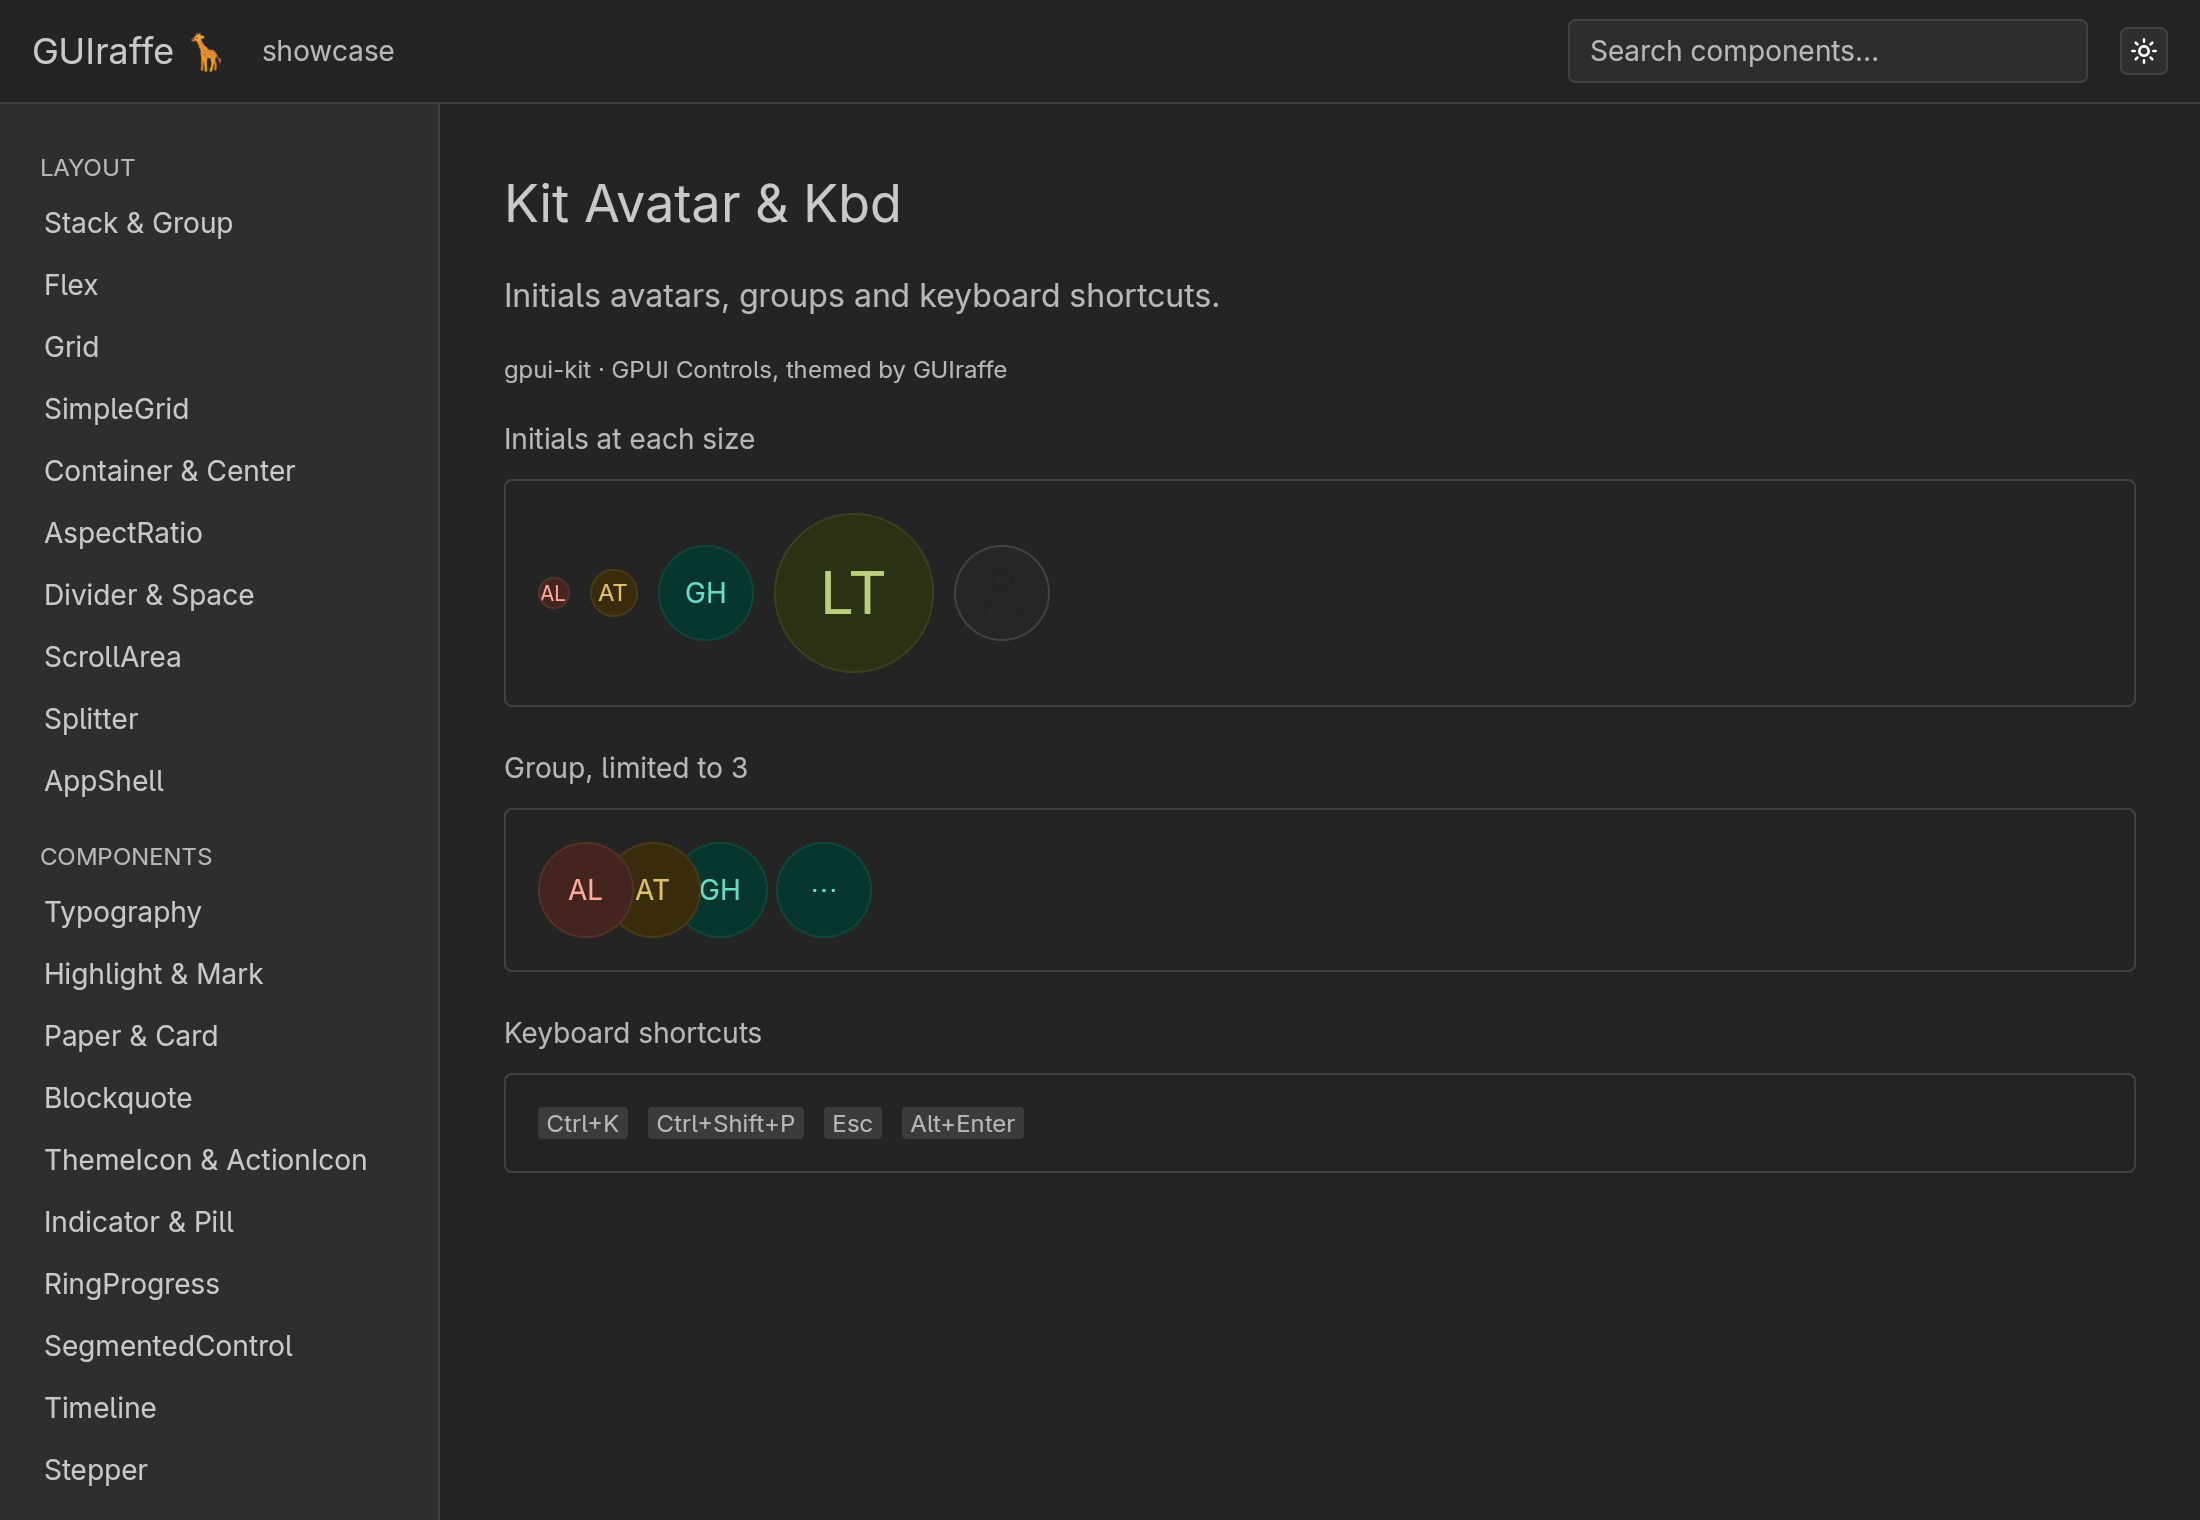 GUIraffe 🦒 showcase
Search components...
LAYOUT
Stack & Group
Flex
Grid
SimpleGrid
Container & Center
AspectRatio
Divider & Space
ScrollArea
Splitter
AppShell
COMPONENTS
Typography
Highlight & Mark
Paper & Card
Blockquote
ThemeIcon & ActionIcon
Indicator & Pill
RingProgress
SegmentedControl
Timeline
Stepper
Kit Avatar & Kbd
Initials avatars, groups and keyboard shortcuts.
gpui-kit · GPUI Controls, themed by GUIraffe
Initials at each size
AL AT GH LT
Group, limited to 3
AL AT GH ···
Keyboard shortcuts
Ctrl+K Ctrl+Shift+P Esc Alt+Enter